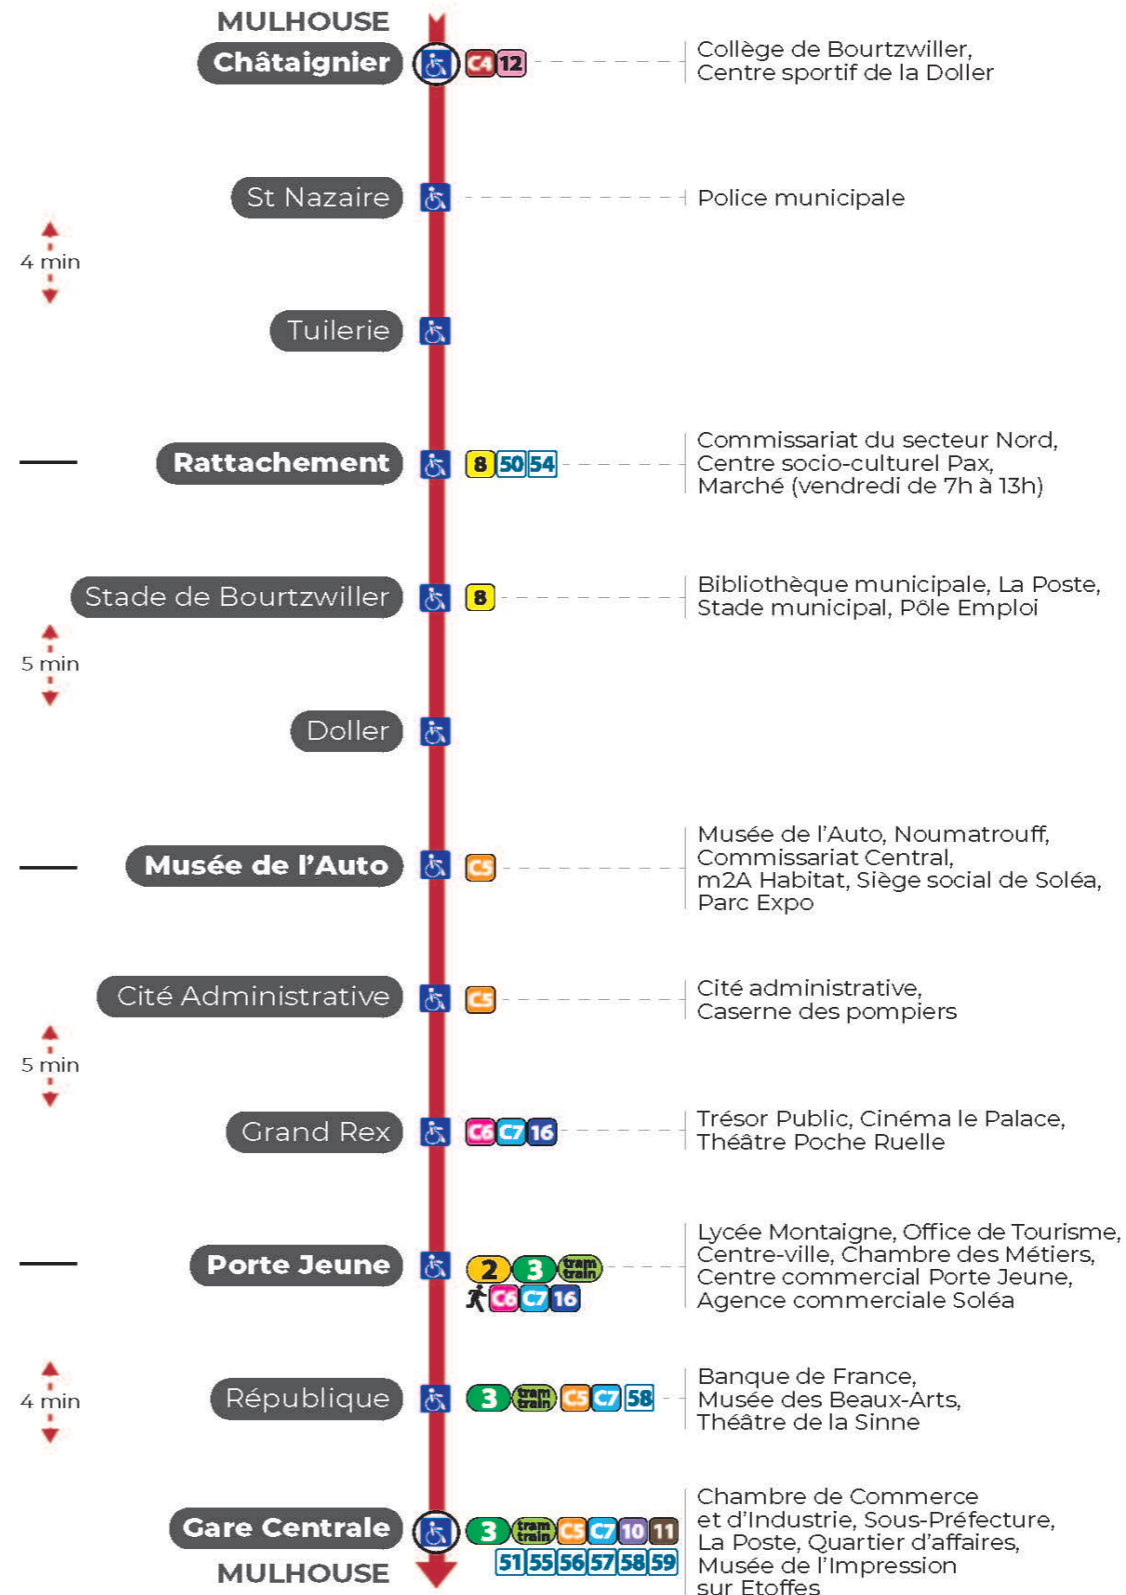 MULHOUSE
Châtaignier C4 12
Collège de Bourtzwiller,
Centre sportif de la Doller
St Nazaire
Police municipale
4 min
Tuilerie
Rattachement 8 50 54
Commissariat du secteur Nord,
Centre socio-culturel Pax,
Marché (vendredi de 7h à 13h)
Stade de Bourtzwiller 8
Bibliothèque municipale, La Poste,
Stade municipal, Pôle Emploi
5 min
Doller
Musée de l'Auto C5
Musée de l'Auto, Noumatrouff,
Commissariat Central,
m2A Habitat, Siège social de Soléa,
Parc Expo
Cité Administrative C5
Cité administrative,
Caserne des pompiers
5 min
Grand Rex C6 C7 16
Trésor Public, Cinéma le Palace,
Théâtre Poche Ruelle
Porte Jeune 2 3 tram train
C6 C7 16
Lycée Montaigne, Office de Tourisme,
Centre-ville, Chambre des Métiers,
Centre commercial Porte Jeune,
Agence commerciale Soléa
4 min
République 3 tram train C5 C7 58
Banque de France,
Musée des Beaux-Arts,
Théâtre de la Sinne
Gare Centrale 3 tram train C5 C7 10 11
51 55 56 57 58 59
MULHOUSE
Chambre de Commerce
et d'Industrie, Sous-Préfecture,
La Poste, Quartier d'affaires,
Musée de l'Impression
sur Etoffes